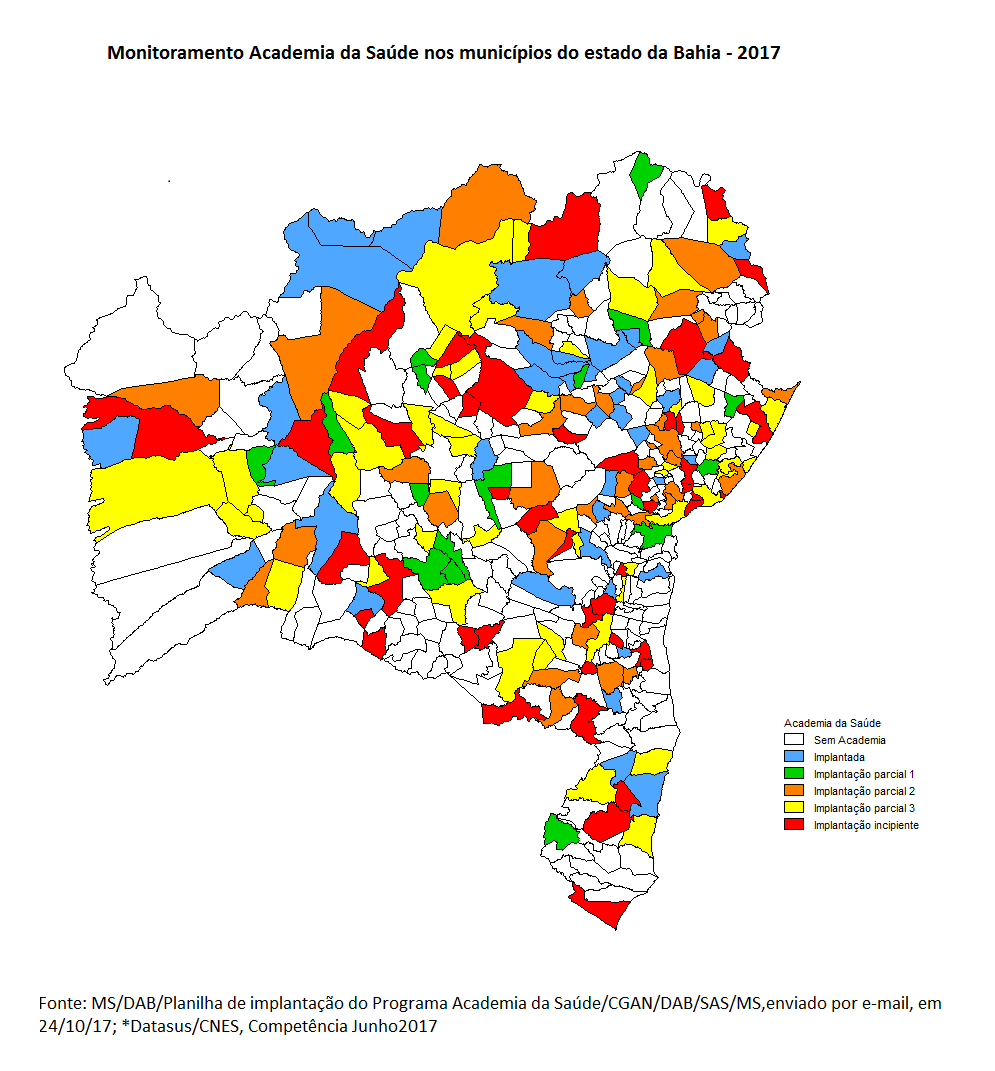 Monitoramento Academia da Saúde nos municípios do estado da Bahia - 2017
Academia da Saúde
Sem Academia
Implantada
Implantação parcial 1
Implantação parcial 2
Implantação parcial 3
Implantação incipiente
Fonte: MS/DAB/Planilha de implantação do Programa Academia da Saúde/CGAN/DAB/SAS/MS,enviado por e-mail, em
24/10/17; *Datasus/CNES, Competência Junho2017